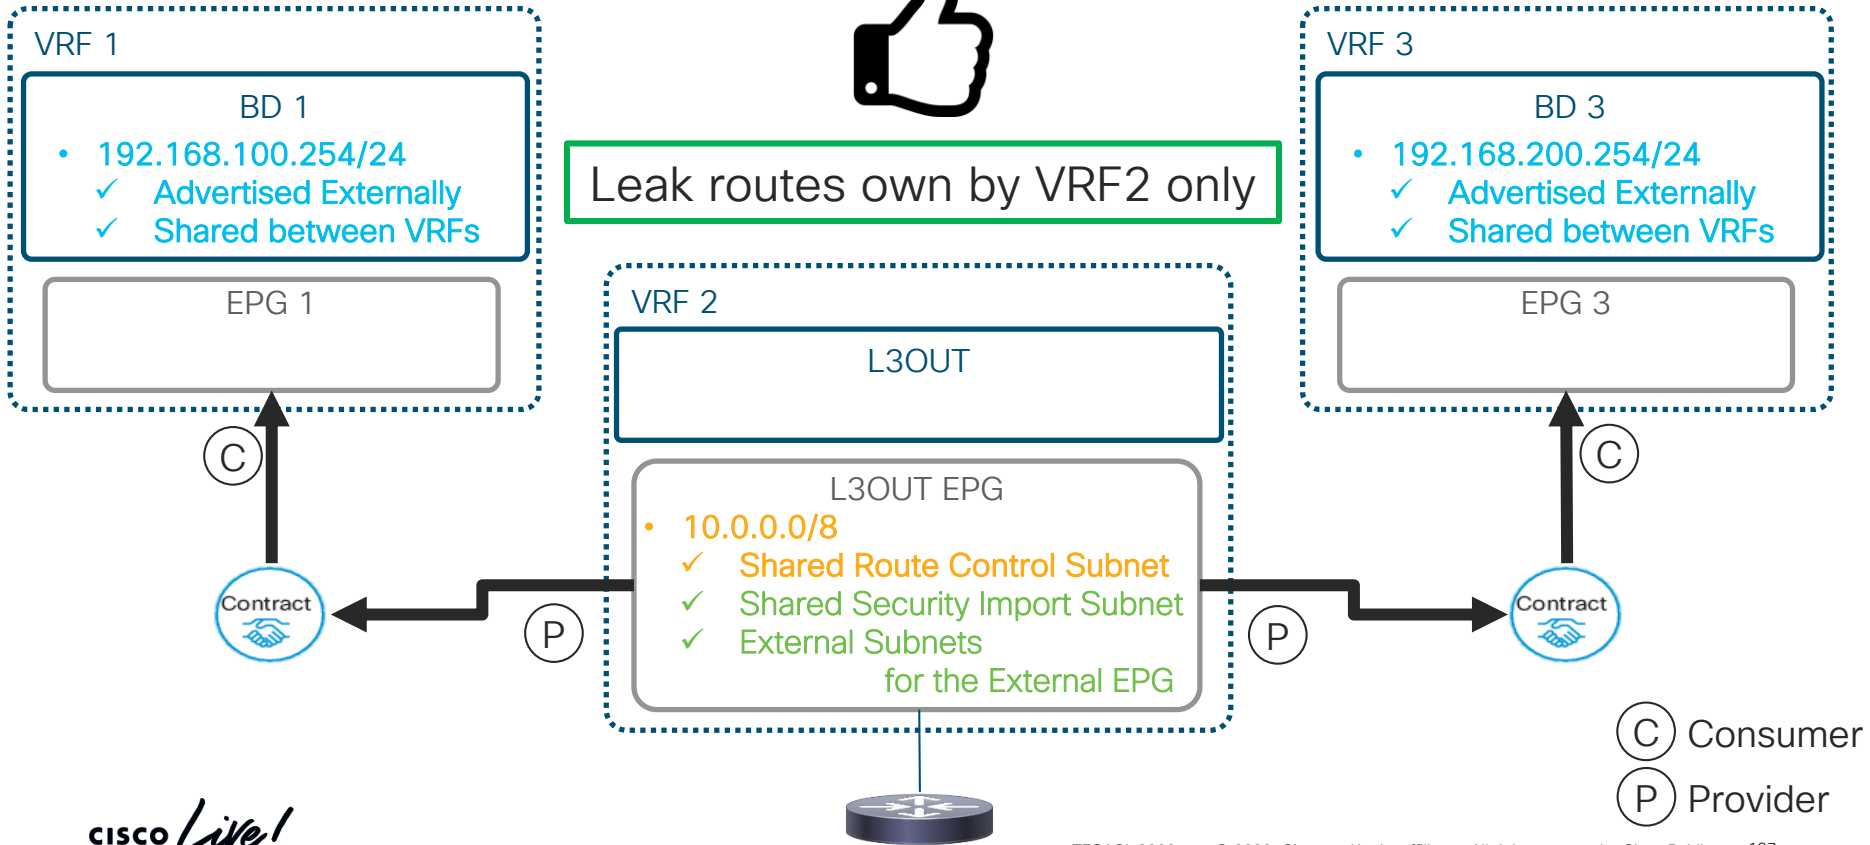 VRF 1
BD 1
• 192.168.100.254/24
✓ Advertised Externally
✓ Shared between VRFs
EPG 1
C
Contract
P
Leak routes own by VRF2 only
VRF 2
L3OUT
L3OUT EPG
• 10.0.0.0/8
✓ Shared Route Control Subnet
✓ Shared Security Import Subnet
✓ External Subnets
for the External EPG
VRF 3
BD 3
• 192.168.200.254/24
✓ Advertised Externally
✓ Shared between VRFs
EPG 3
C
P
Contract
C Consumer
P Provider
CISCO Live!